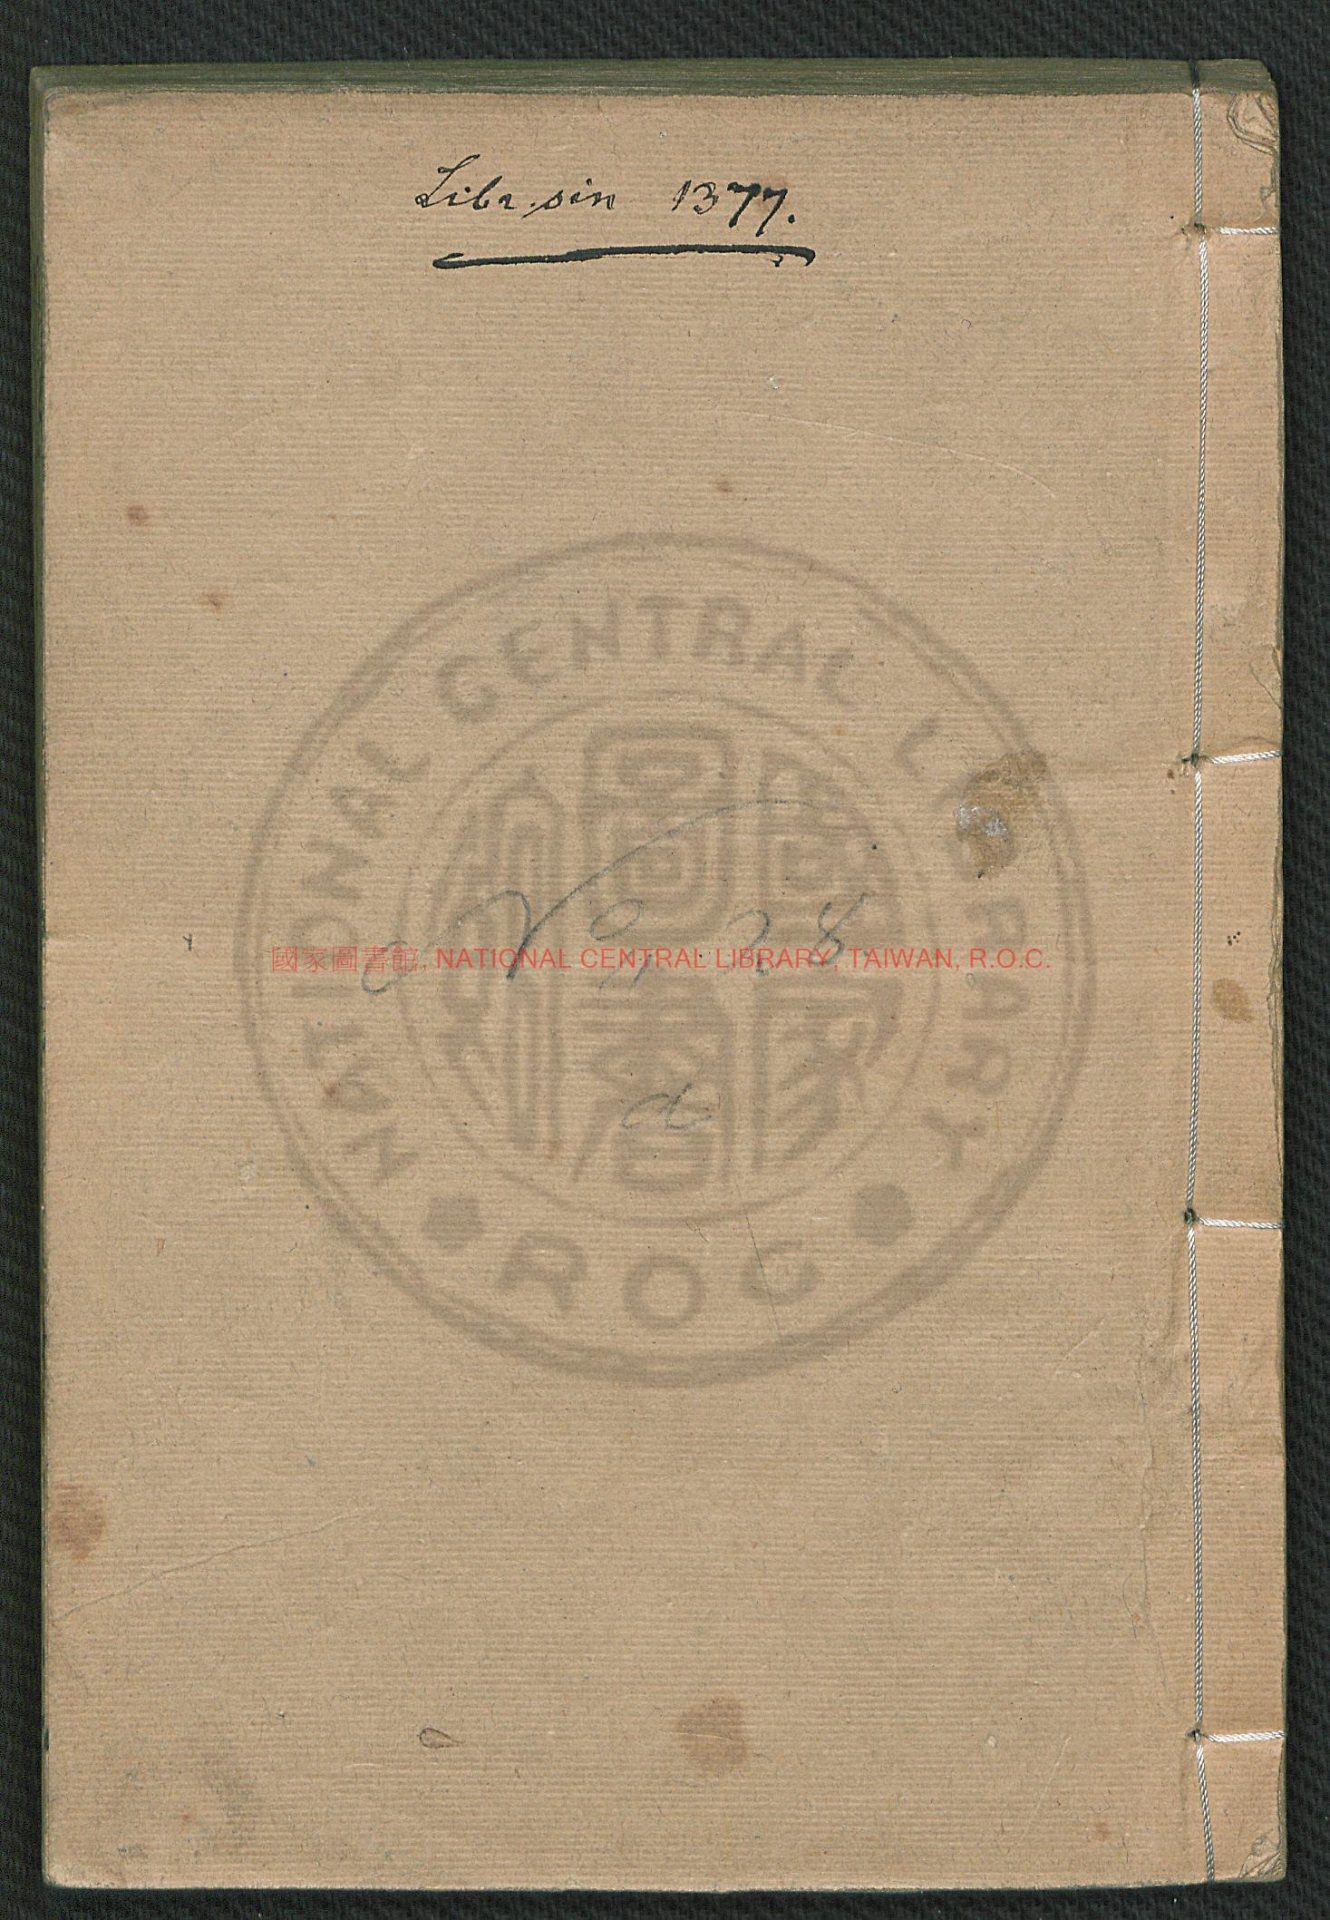 Libr. sin 1377.
NATIONAL CENTRAL LIBRARY
國家圖書館
ROC
No, 28
國家圖書館, NATIONAL CENTRAL LIBRARY, TAIWAN, R.O.C.